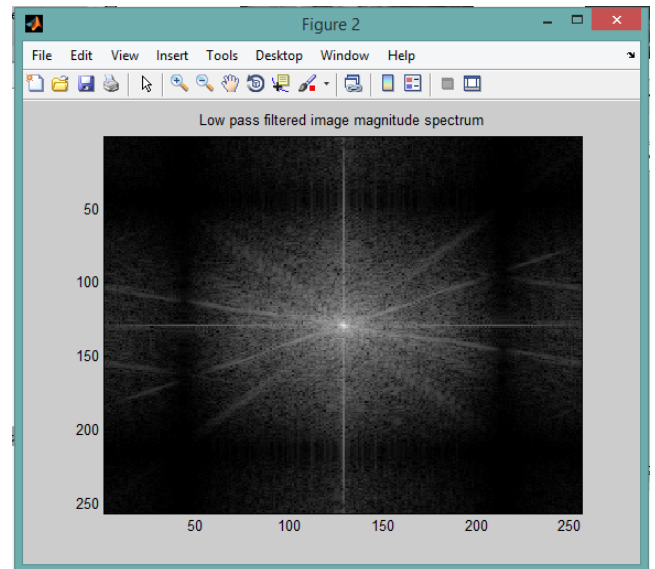 Figure 2
File Edit View Insert Tools Desktop Window Help
Low pass filtered image magnitude spectrum
50
100
150
200
250
50 100 150 200 250